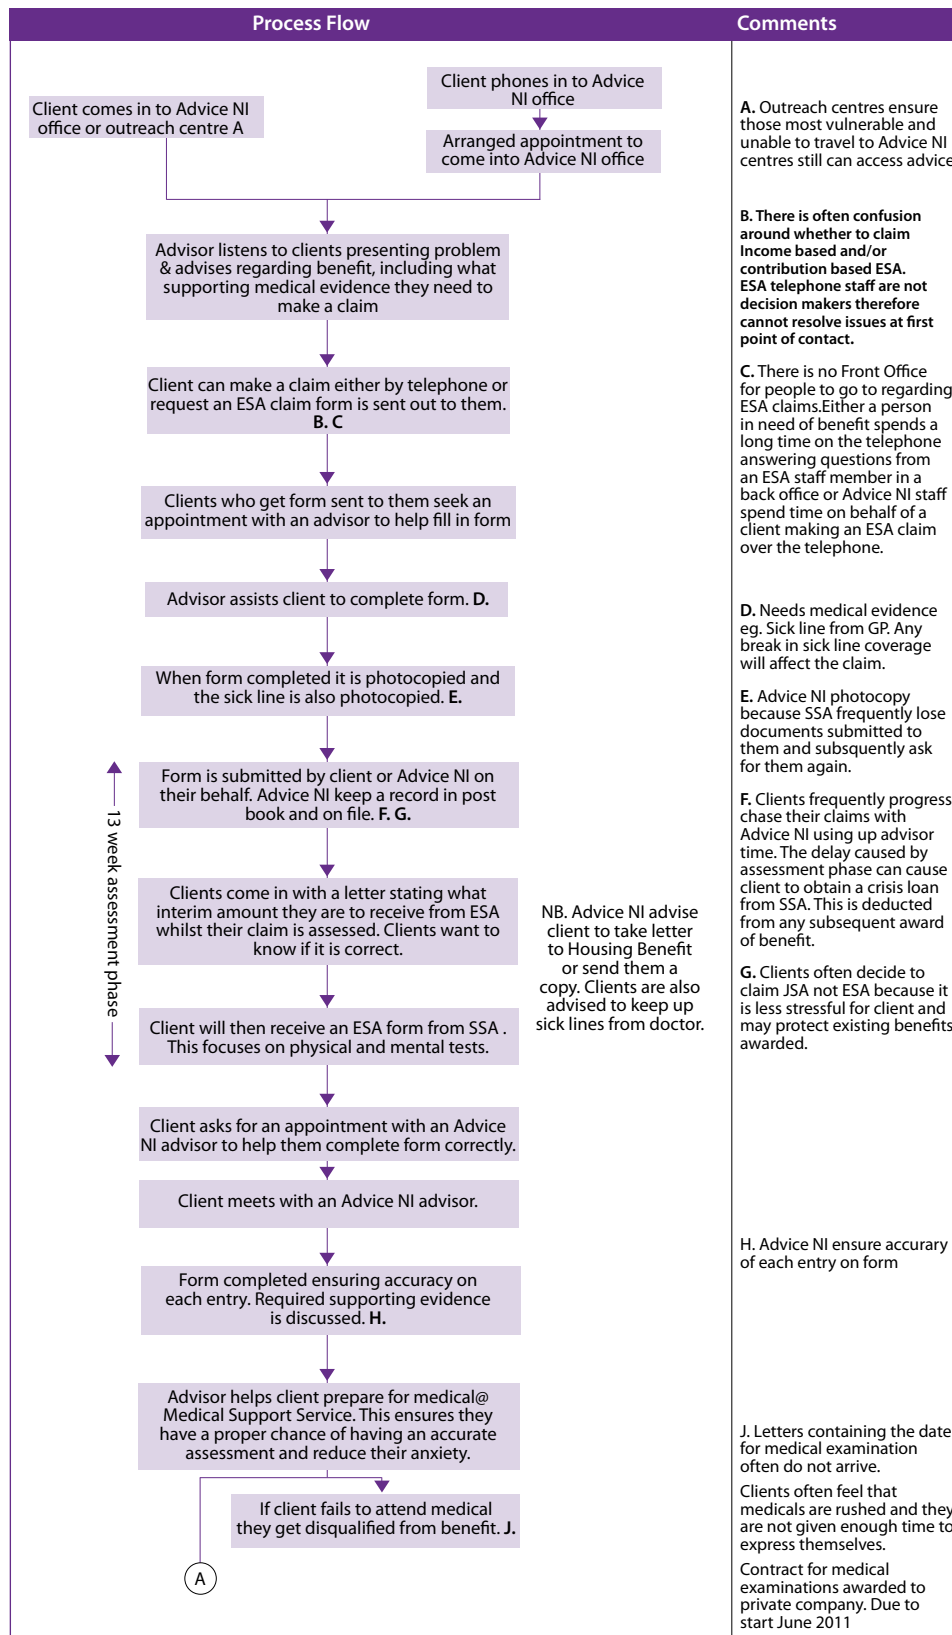 Process Flow
Comments
Client comes in to Advice NI
office or outreach centre A
Client phones in to Advice
NI office
Arranged appointment to
come into Advice NI office
Advisor listens to clients presenting problem
& advises regarding benefit, including what
supporting medical evidence they need to
make a claim
Client can make a claim either by telephone or
request an ESA claim form is sent out to them.
B. C
Clients who get form sent to them seek an
appointment with an advisor to help fill in form
Advisor assists client to complete form. D.
When form completed it is photocopied and
the sick line is also photocopied. E.
13 week assessment phase
Form is submitted by client or Advice NI on
their behalf. Advice NI keep a record in post
book and on file. F. G.
Clients come in with a letter stating what
interim amount they are to receive from ESA
whilst their claim is assessed. Clients want to
know if it is correct.
NB. Advice NI advise
client to take letter
to Housing Benefit
or send them a
copy. Clients are also
advised to keep up
sick lines from doctor.
Client will then receive an ESA form from SSA .
This focuses on physical and mental tests.
Client asks for an appointment with an Advice
NI advisor to help them complete form correctly.
Client meets with an Advice NI advisor.
Form completed ensuring accuracy on
each entry. Required supporting evidence
is discussed. H.
Advisor helps client prepare for medical@
Medical Support Service. This ensures they
have a proper chance of having an accurate
assessment and reduce their anxiety.
If client fails to attend medical
they get disqualified from benefit. J.
A
A. Outreach centres ensure
those most vulnerable and
unable to travel to Advice NI
centres still can access advice
B. There is often confusion
around whether to claim
Income based and/or
contribution based ESA.
ESA telephone staff are not
decision makers therefore
cannot resolve issues at first
point of contact.
C. There is no Front Office
for people to go to regarding
ESA claims.Either a person
in need of benefit spends a
long time on the telephone
answering questions from
an ESA staff member in a
back office or Advice NI staff
spend time on behalf of a
client making an ESA claim
over the telephone.
D. Needs medical evidence
eg. Sick line from GP. Any
break in sick line coverage
will affect the claim.
E. Advice NI photocopy
because SSA frequently lose
documents submitted to
them and subsquently ask
for them again.
F. Clients frequently progress
chase their claims with
Advice NI using up advisor
time. The delay caused by
assessment phase can cause
client to obtain a crisis loan
from SSA. This is deducted
from any subsequent award
of benefit.
G. Clients often decide to
claim JSA not ESA because it
is less stressful for client and
may protect existing benefits
awarded.
H. Advice NI ensure accurary
of each entry on form
J. Letters containing the date
for medical examination
often do not arrive.
Clients often feel that
medicals are rushed and they
are not given enough time to
express themselves.
Contract for medical
examinations awarded to
private company. Due to
start June 2011